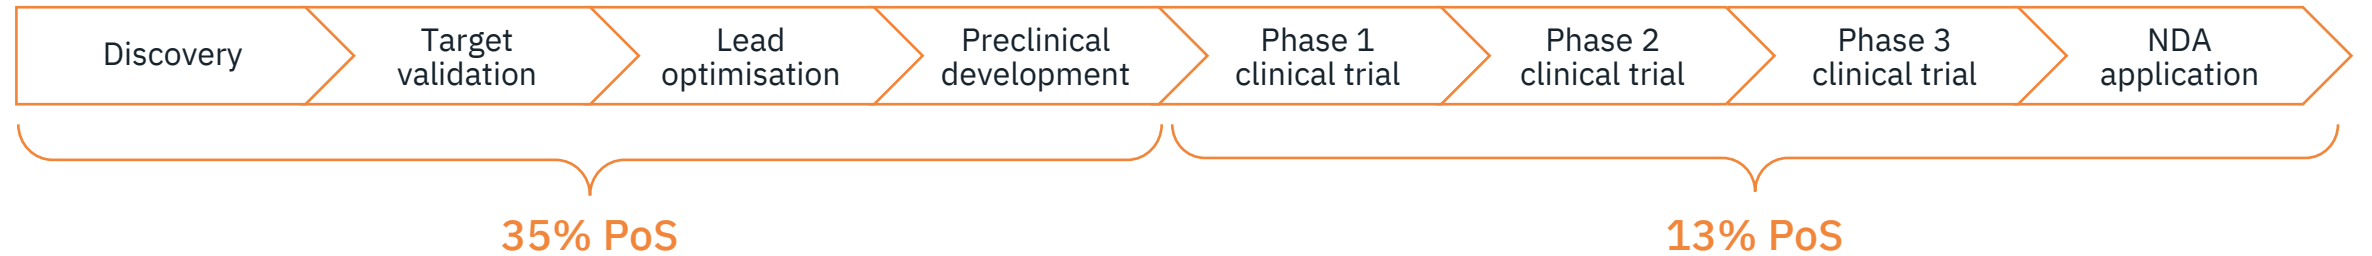 Discovery
Target
validation
Lead
optimisation
Preclinical
development
Phase 1
clinical trial
Phase 2
clinical trial
Phase 3
clinical trial
NDA
application
35% PoS
13% PoS